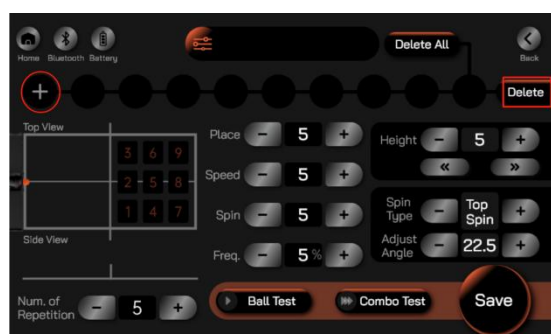 Delete All
Home Bluetooth Battery
Back
+
Delete
Top View
3 6 9
2 5 8
1 4 7
Side View
Num. of
Repetition
- 5 +
Place - 5 +
Speed - 5 +
Spin - 5 +
Freq. - 5 % +
Height - 5 +
« »
Spin
Type
- Top
Spin +
Adjust
Angle
- 22.5 +
Ball Test
Combo Test
Save